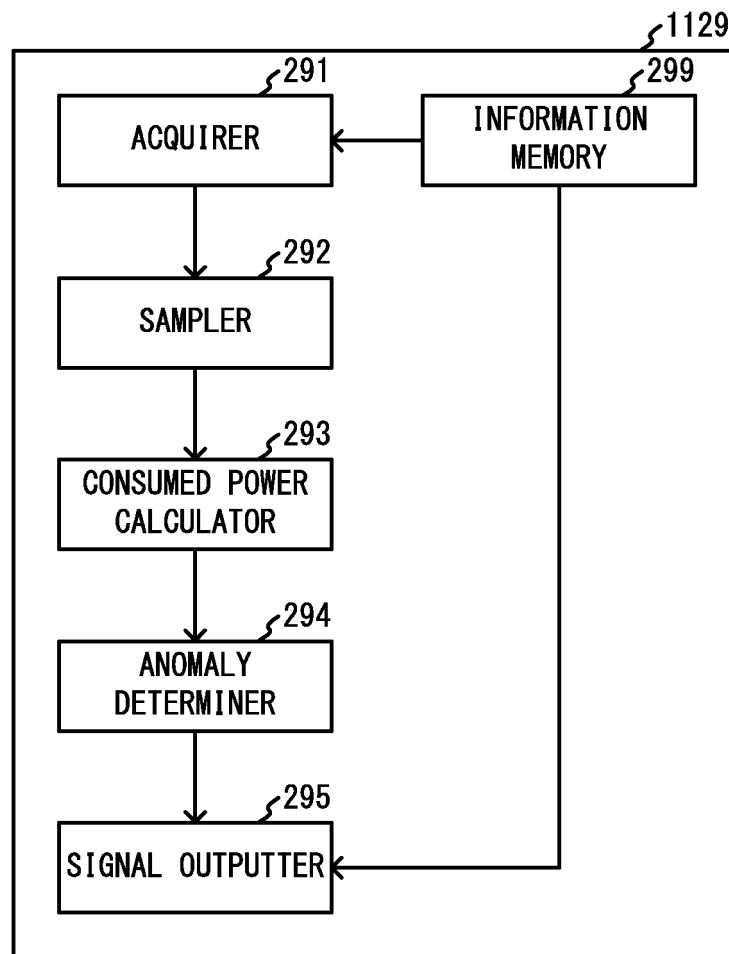 1129
291
299
ACQUIRER
INFORMATION
MEMORY
292
SAMPLER
293
CONSUMED POWER
CALCULATOR
294
ANOMALY
DETERMINER
295
SIGNAL OUTPUTTER